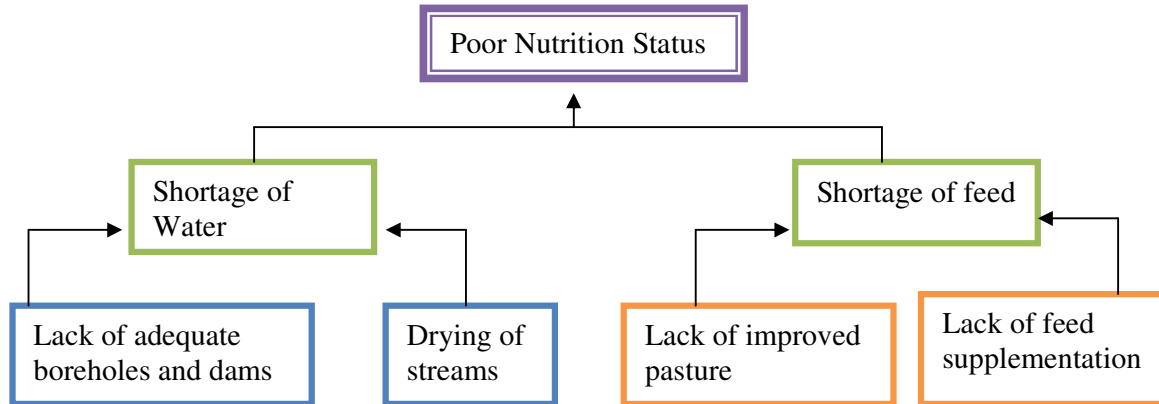 Poor Nutrition Status
Shortage of
Water
Shortage of feed
Lack of adequate
boreholes and dams
Drying of
streams
Lack of improved
pasture
Lack of feed
supplementation